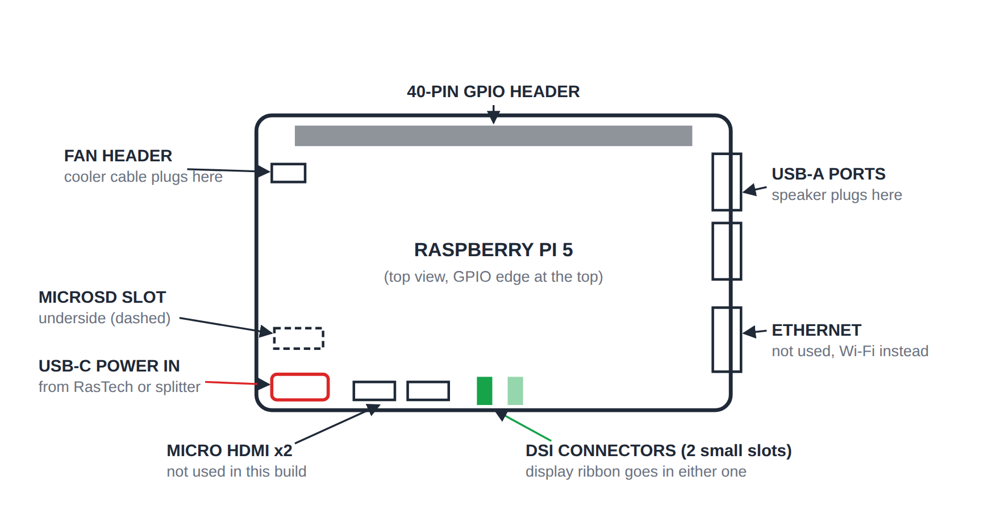 40-PIN GPIO HEADER
FAN HEADER
cooler cable plugs here
USB-A PORTS
speaker plugs here
RASPBERRY PI 5
(top view, GPIO edge at the top)
MICROSD SLOT
underside (dashed)
ETHERNET
not used, Wi-Fi instead
USB-C POWER IN
from RasTech or splitter
MICRO HDMI x2
not used in this build
DSI CONNECTORS (2 small slots)
display ribbon goes in either one